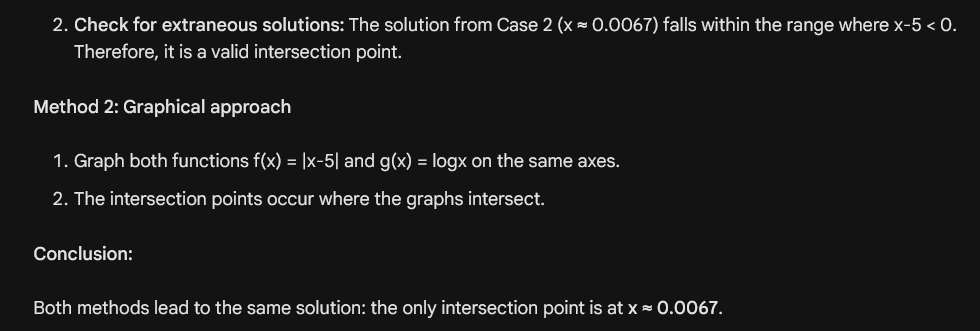 2. Check for extraneous solutions: The solution from Case 2 (x ≈ 0.0067) falls within the range where x-5 < 0.
Therefore, it is a valid intersection point.
Method 2: Graphical approach
1. Graph both functions f(x) = |x-5| and g(x) = logx on the same axes.
2. The intersection points occur where the graphs intersect.
Conclusion:
Both methods lead to the same solution: the only intersection point is at x ≈ 0.0067.